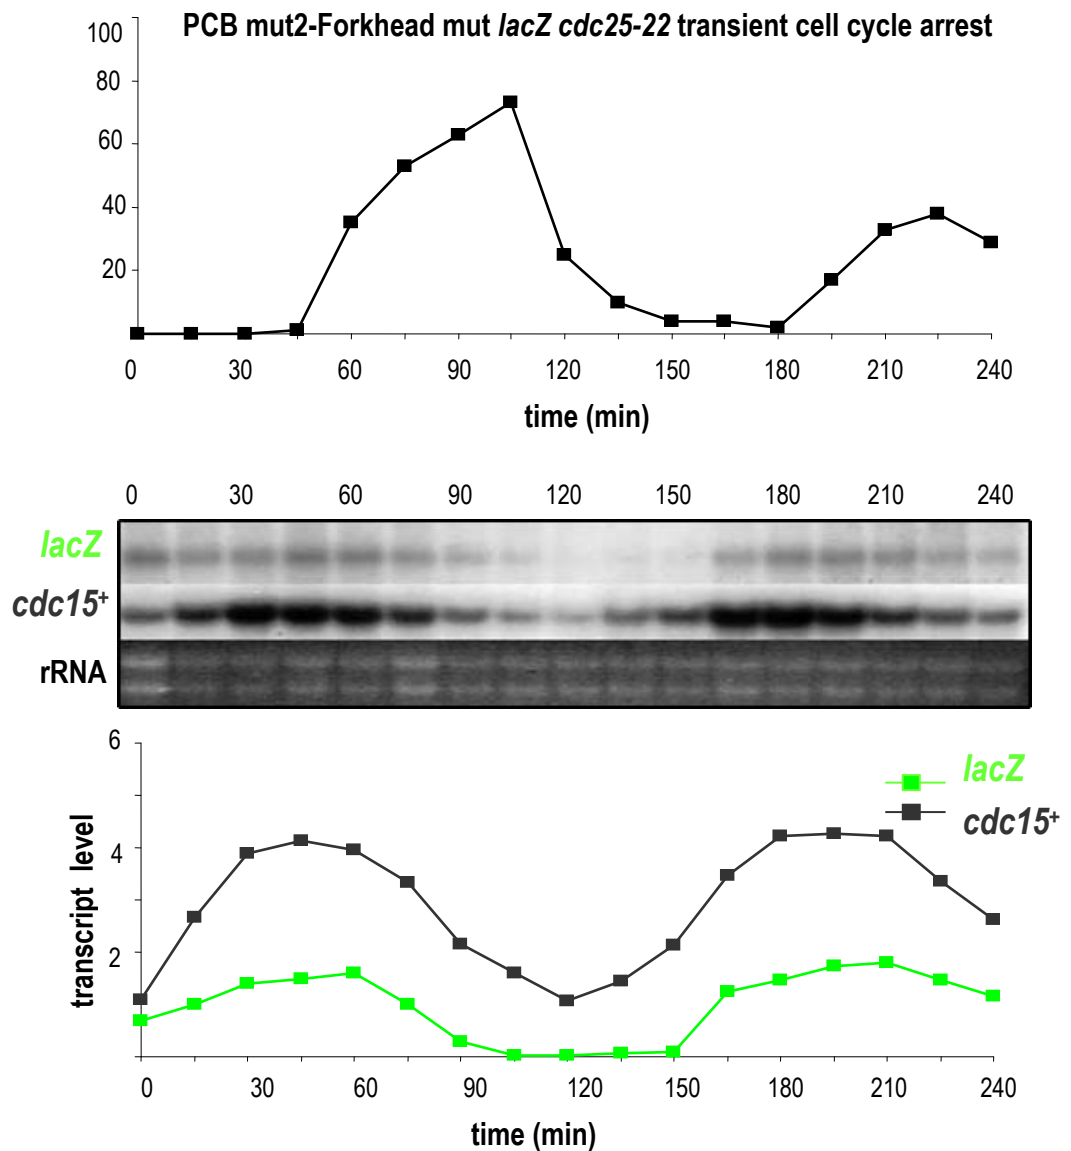 PCB mut2-Forkhead mut lacZ cdc25-22 transient cell cycle arrest
100
80
60
40
20
0 30 60 90 120 150 180 210 240
time (min)
0 30 60 90 120 150 180 210 240
lacZ
cdc15+
rRNA
6
4
2
transcript level
lacZ
cdc15+
0 30 60 90 120 150 180 210 240
time (min)